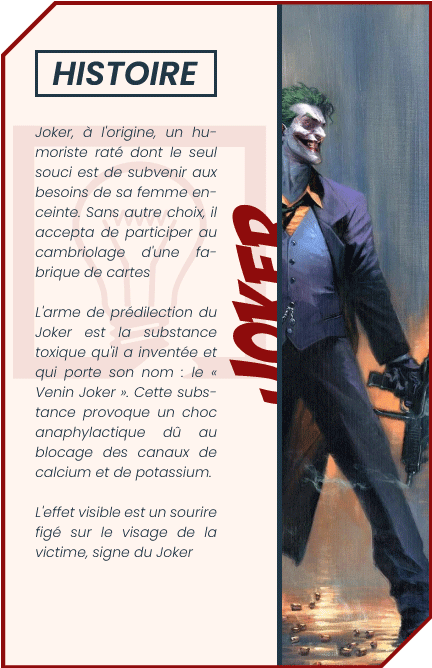 HISTOIRE
Joker, à l'origine, un hu-
moriste raté dont le seul
souci est de subvenir aux
besoins de sa femme en-
ceinte. Sans autre choix, il
accepta de participer au
cambriolage d'une fa-
brique de cartes
L'arme de prédilection du
Joker est la substance
toxique qu'il a inventée et
qui porte son nom : le «
Venin Joker ». Cette subs-
tance provoque un choc
anaphylactique dû au
blocage des canaux de
calcium et de potassium.
L'effet visible est un sourire
figé sur le visage de la
victime, signe du Joker
JOKER